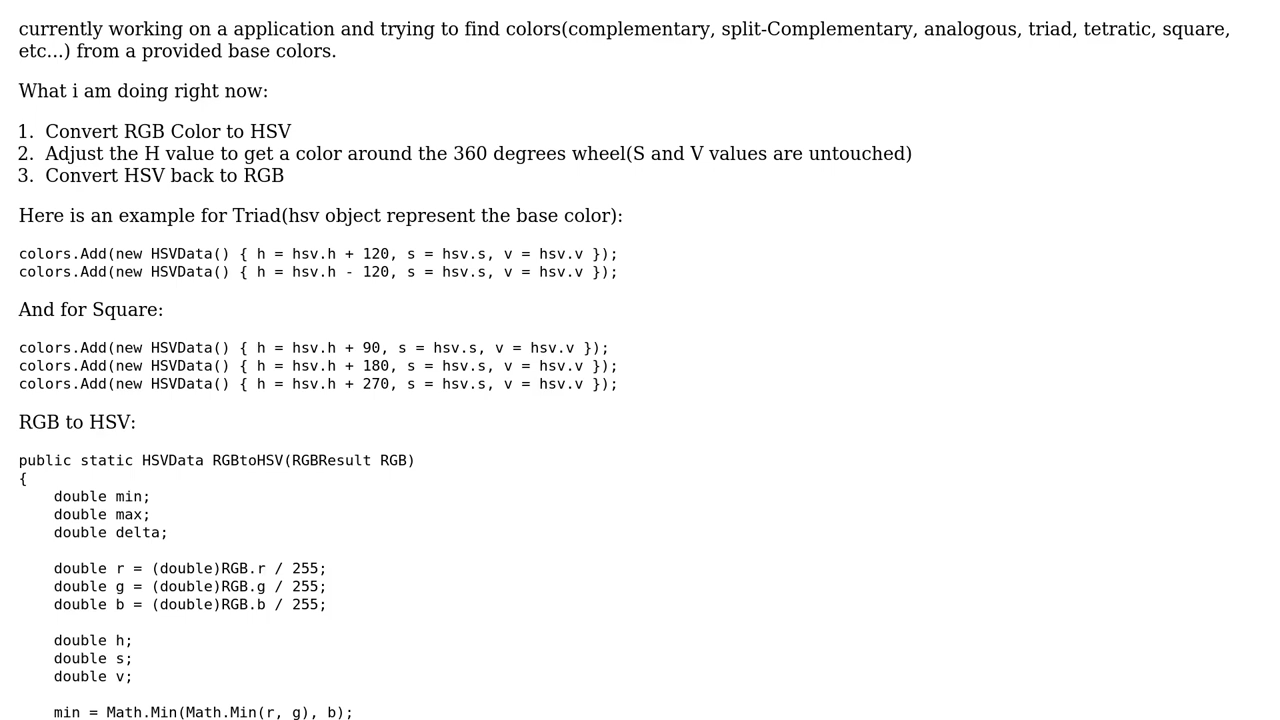 currently working on a application and trying to find colors(complementary, split-Complementary, analogous, triad, tetratic, square,
etc...) from a provided base colors.
What i am doing right now:
1. Convert RGB Color to HSV
2. Adjust the H value to get a color around the 360 degrees wheel(S and V values are untouched)
3. Convert HSV back to RGB
Here is an example for Triad(hsv object represent the base color):
colors.Add(new HSVData() { h = hsv.h + 120, s = hsv.s, v = hsv.v });
colors.Add(new HSVData() { h = hsv.h - 120, s = hsv.s, v = hsv.v });
And for Square:
colors.Add(new HSVData() { h = hsv.h + 90, s = hsv.s, v = hsv.v });
colors.Add(new HSVData() { h = hsv.h + 180, s = hsv.s, v = hsv.v });
colors.Add(new HSVData() { h = hsv.h + 270, s = hsv.s, v = hsv.v });
RGB to HSV:
public static HSVData RGBtoHSV(RGBResult RGB)
{
    double min;
    double max;
    double delta;
    double r = (double)RGB.r / 255;
    double g = (double)RGB.g / 255;
    double b = (double)RGB.b / 255;
    double h;
    double s;
    double v;
    min = Math.Min(Math.Min(r, g), b);